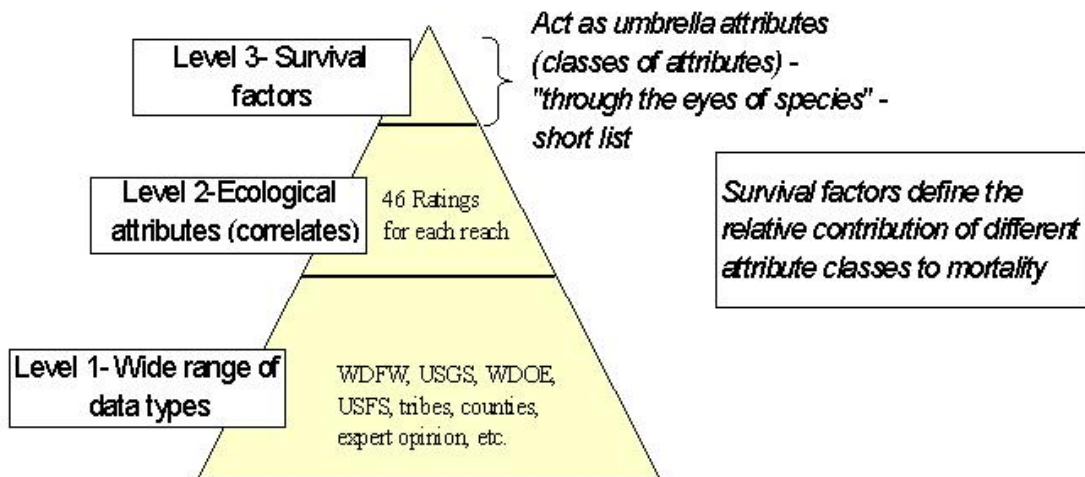 Level 3- Survival
factors
Act as umbrella attributes
(classes of attributes) -
"through the eyes of species" -
short list
Level 2-Ecological
attributes (correlates)
46 Ratings
for each reach
Survival factors define the
relative contribution of different
attribute classes to mortality
Level 1- Wide range of
data types
WDFW, USGS, WDOE,
USFS, tribes, counties,
expert opinion, etc.